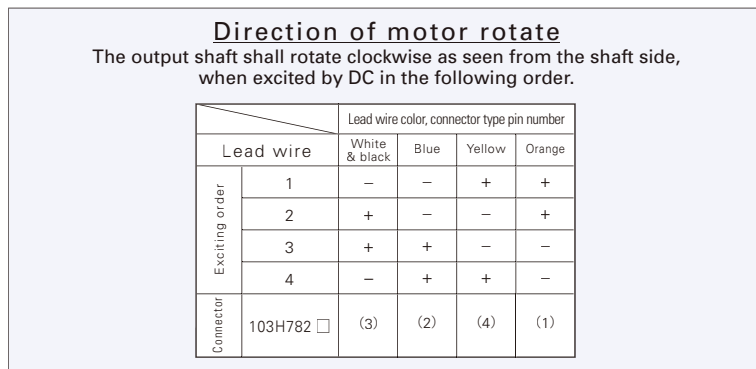 Direction of motor rotate
The output shaft shall rotate clockwise as seen from the shaft side,
when excited by DC in the following order.
Lead wire color, connector type pin number
Lead wire White & black Blue Yellow Orange
Exciting order
1 − − + +
2 + − − +
3 + + − −
4 − + + −
Connector 103H782 □ (3) (2) (4) (1)